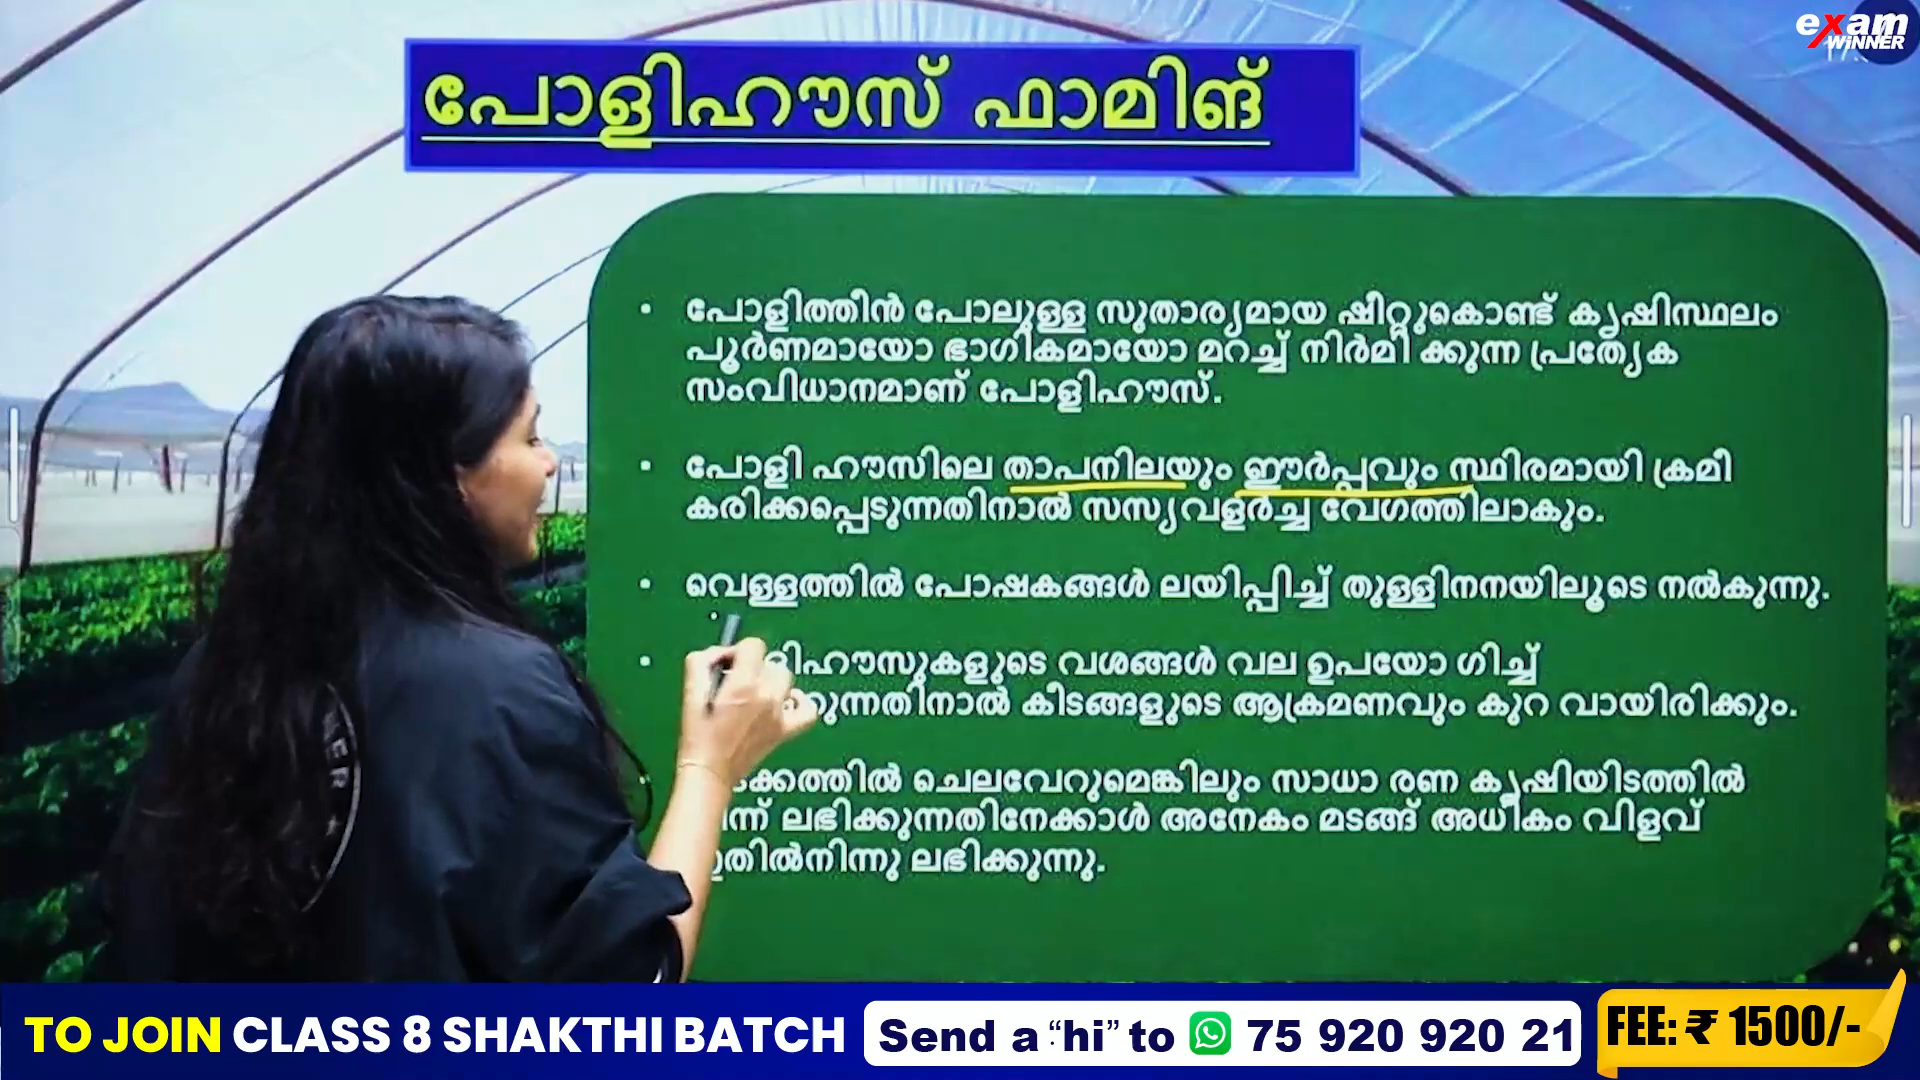 exam
WINNER
പോളിഹൗസ് ഫാമിങ്
• പോളിത്തീൻ പോലുള്ള സുതാര്യമായ ഷീറ്റുകൊണ്ട് കൃഷിസ്ഥലം
പൂർണമായോ ഭാഗികമായോ മറച്ച് നിർമി ക്കുന്ന പ്രത്യേക
സംവിധാനമാണ് പോളിഹൗസ്.
• പോളി ഹൗസിലെ താപനിലയും ഈർപ്പവും സ്ഥിരമായി ക്രമീ
കരിക്കപ്പെടുന്നതിനാൽ സസ്യവളർച്ച വേഗത്തിലാകും.
• വെള്ളത്തിൽ പോഷകങ്ങൾ ലയിപ്പിച്ച് തുള്ളിനനയിലൂടെ നൽകുന്നു.
• വശങ്ങൾ വല ഉപയോ ഗിച്ച്
കീടങ്ങളുടെ ആക്രമണവും കുറ വായിരിക്കും.
ചെലവേറുമെങ്കിലും സാധാ രണ കൃഷിയിടത്തിൽ
ലഭിക്കുന്നതിനേക്കാൾ അനേകം മടങ്ങ് അധികം വിളവ്
ഇതിൽനിന്നു ലഭിക്കുന്നു.
TO JOIN CLASS 8 SHAKTHI BATCH
Send a “hi” to 75 920 920 21
FEE: ₹ 1500/-